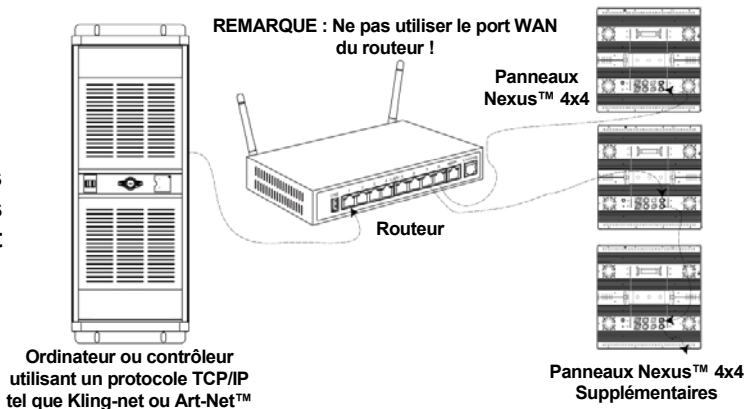 REMARQUE : Ne pas utiliser le port WAN
du routeur !
Panneaux
Nexus™ 4x4
Routeur
Ordinateur ou contrôleur
utilisant un protocole TCP/IP
tel que Kling-net ou Art-Net™
Panneaux Nexus™ 4x4
Supplémentaires